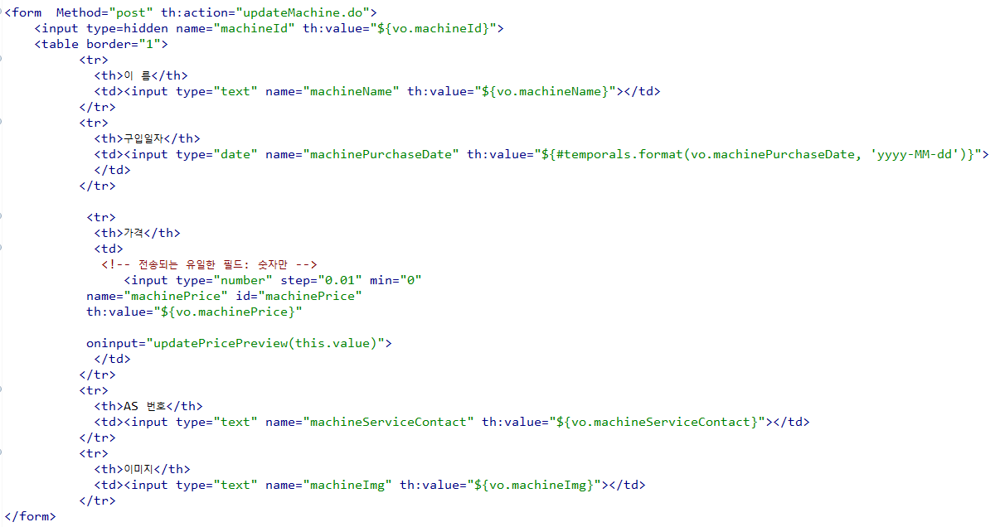 <form  Method="post" th:action="updateMachine.do">
<input type=hidden name="machineId" th:value="${vo.machineId}">
<table border="1">
<tr>
<th>이 름</th>
<td><input type="text" name="machineName" th:value="${vo.machineName}"></td>
</tr>
<tr>
<th>구입일자</th>
<td><input type="date" name="machinePurchaseDate" th:value="${#temporals.format(vo.machinePurchaseDate, 'yyyy-MM-dd')}">
</td>
</tr>
<tr>
<th>가격</th>
<td>
<!-- 전송되는 유일한 필드: 숫자만 -->
<input type="number" step="0.01" min="0"
name="machinePrice" id="machinePrice"
th:value="${vo.machinePrice}"
oninput="updatePricePreview(this.value)">
</td>
</tr>
<tr>
<th>AS 번호</th>
<td><input type="text" name="machineServiceContact" th:value="${vo.machineServiceContact}"></td>
</tr>
<tr>
<th>이미지</th>
<td><input type="text" name="machineImg" th:value="${vo.machineImg}"></td>
</tr>
</form>